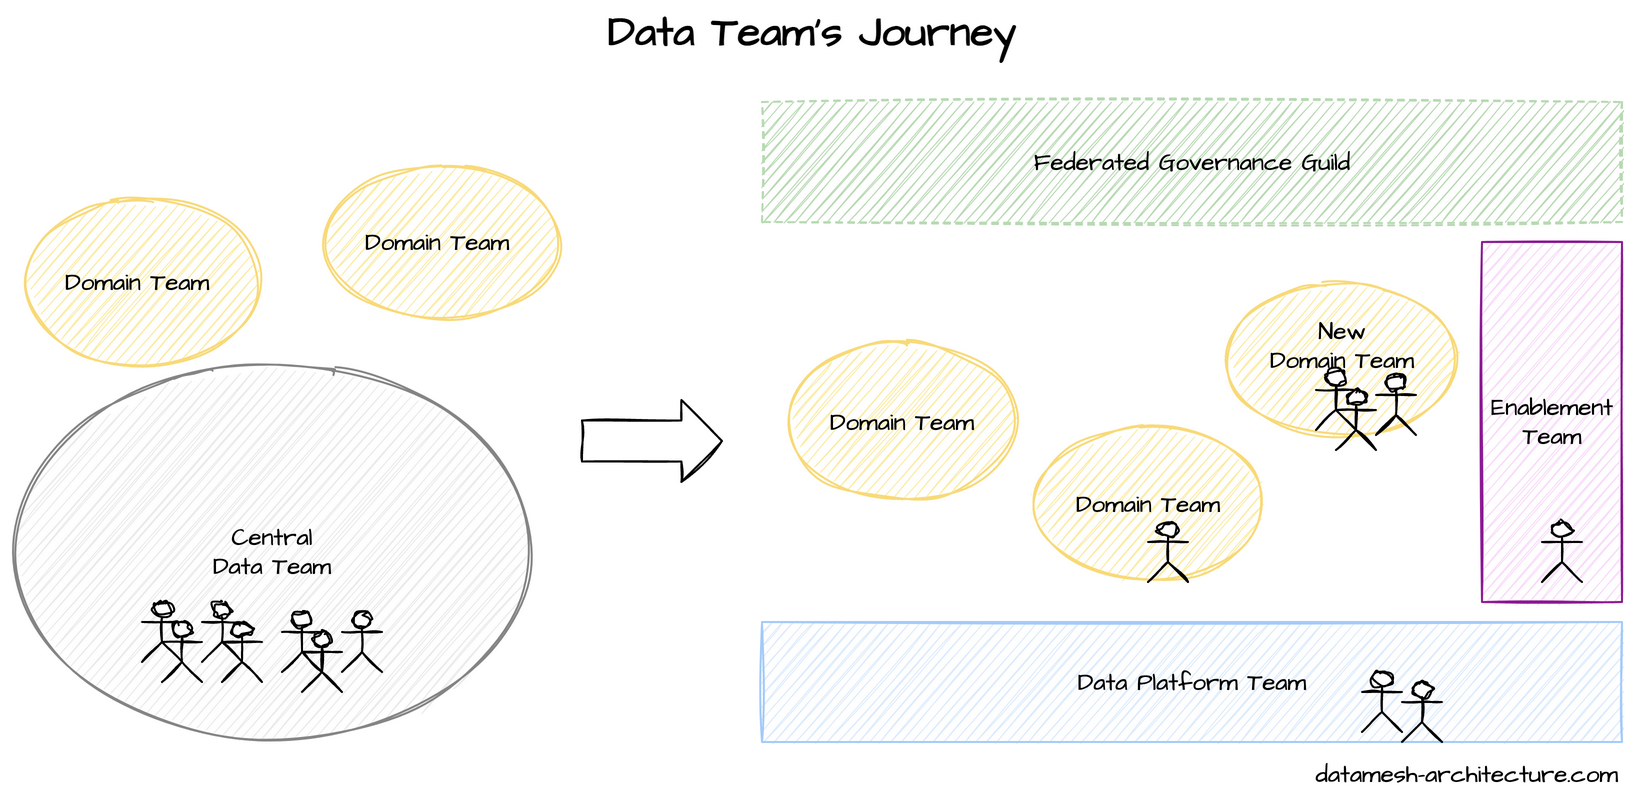 Data Team's Journey
Domain Team
Domain Team
Central
Data Team
Federated Governance Guild
Domain Team
Domain Team
New
Domain Team
Enablement
Team
Data Platform Team
datamesh-architecture.com